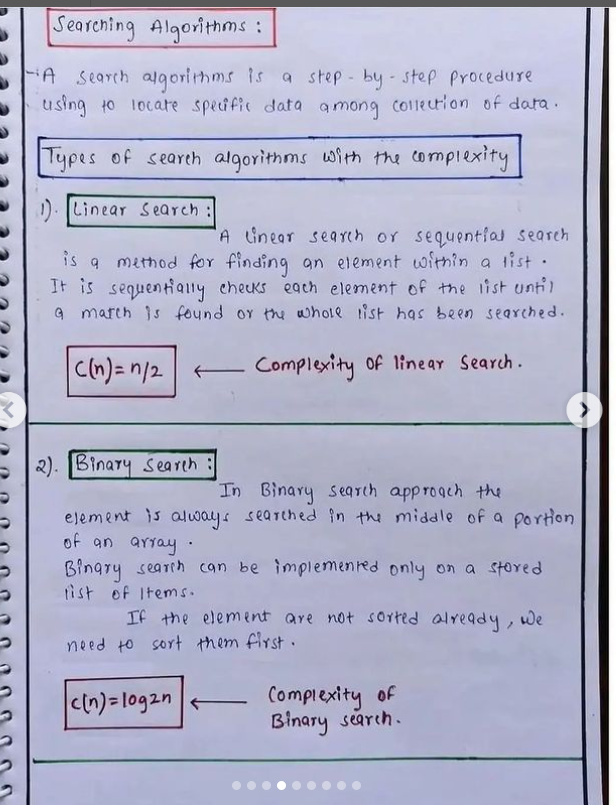 Searching Algorithms :
A search algorithms is a step - by - step procedure
using to locate specific data among collection of data.
Types of search algorithms with the complexity
1). Linear Search :
A linear search or sequential search
is a method for finding an element within a list.
It is sequentially checks each element of the list until
a match is found or the whole list has been searched.
C(n) = n/2 ← Complexity of linear Search.
2). Binary Search :
In Binary search approach the
element is always searched in the middle of a portion
of an array.
Binary search can be implemented only on a stored
list of Items.
If the element are not sorted already, we
need to sort them first.
C(n) = log2n ← Complexity of
Binary search.